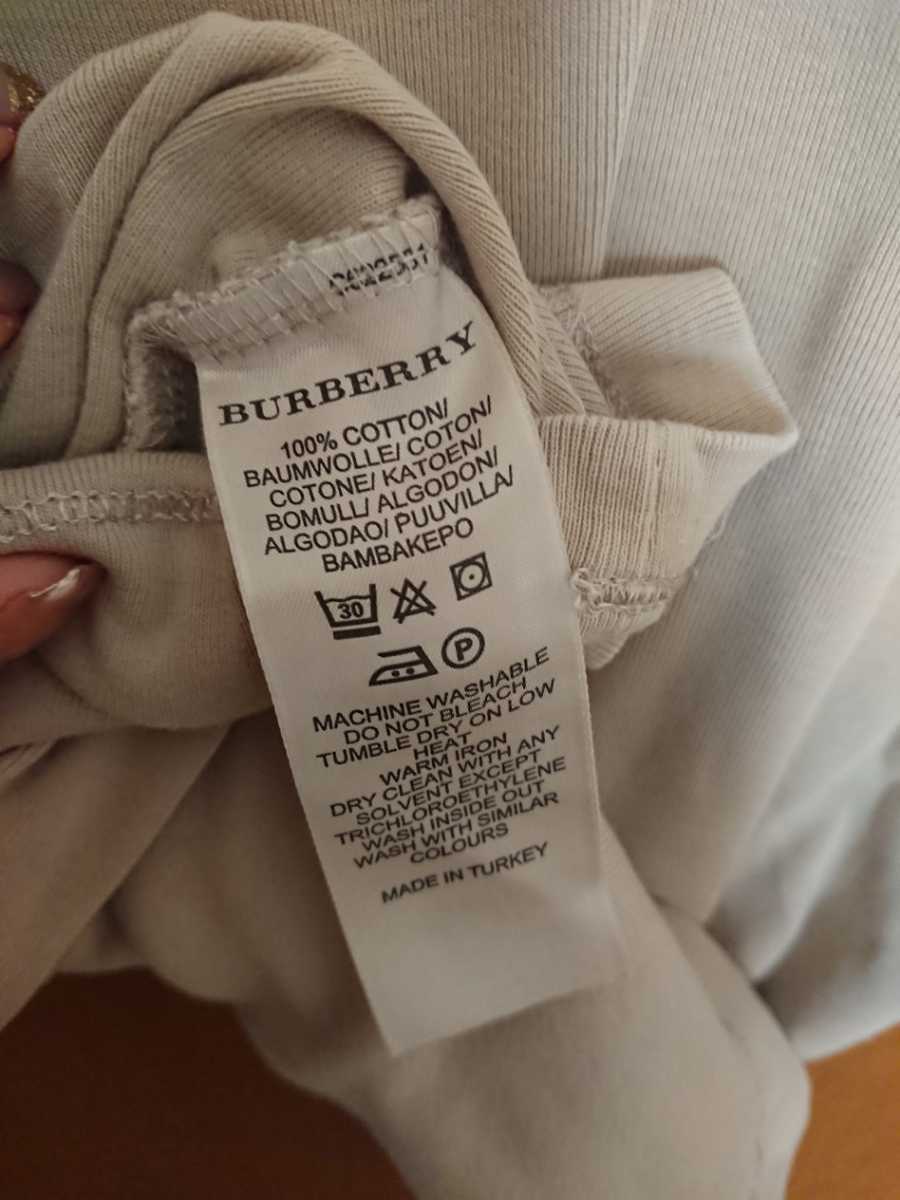 BURBERRY
100% COTTON/
BAUMWOLLE/ COTON/
COTONE/ KATOEN/
BOMULL/ ALGODON/
ALGODAO/ PUUVILLA/
BAMBAKEPO
30
P
MACHINE WASHABLE
DO NOT BLEACH
TUMBLE DRY ON LOW
HEAT
WARM IRON
DRY CLEAN WITH ANY
SOLVENT EXCEPT
TRICHLOROETHYLENE
WASH INSIDE OUT
WASH WITH SIMILAR
COLOURS
MADE IN TURKEY